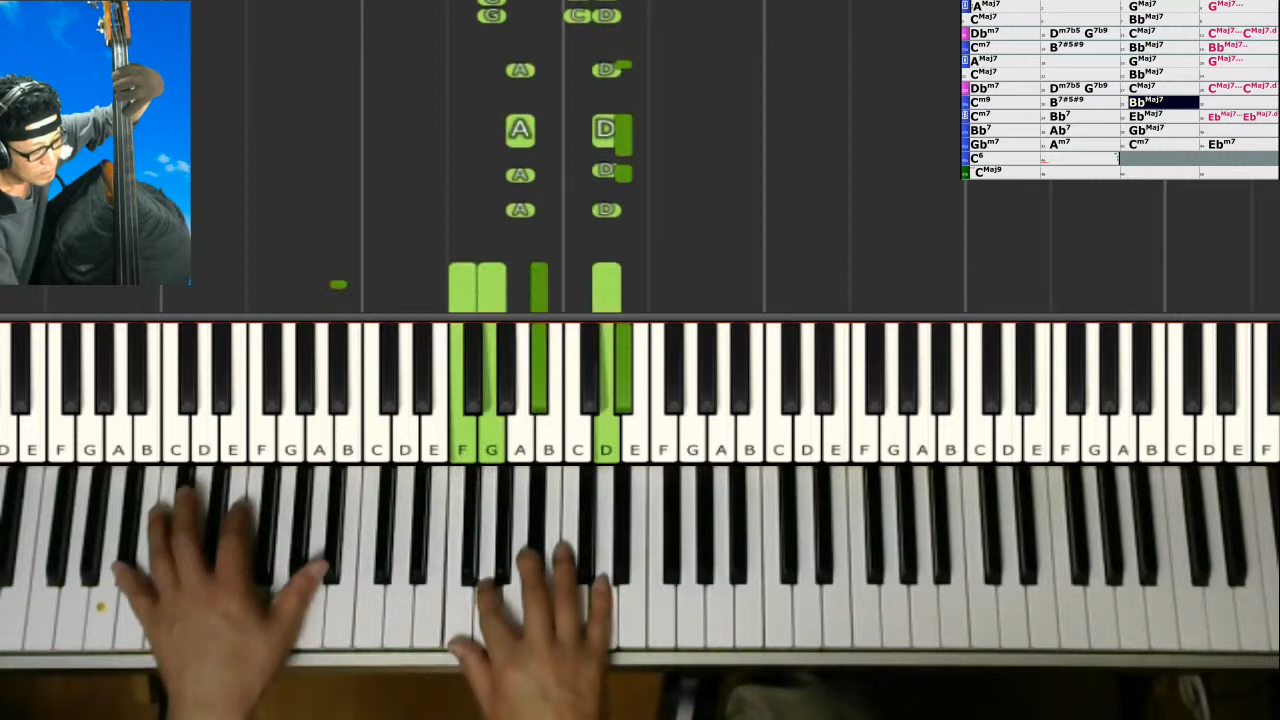 G C D
A D
A D
A D
A D
AMaj7 GMaj7 GMaj7...
CMaj7 BbMaj7
Dbm7 Dm7b5 G7b9 CMaj7 CMaj7... CMaj7.d
Cm7 B7#5#9 BbMaj7 BbMaj7..
AMaj7 GMaj7 GMaj7...
CMaj7 BbMaj7
Dbm7 Dm7b5 G7b9 CMaj7 CMaj7... CMaj7.d
Cm9 B7#5#9 BbMaj7
Cm7 Bb7 EbMaj7 EbMaj7... EbMaj7.d
Bb7 Ab7 GbMaj7
Gbm7 Am7 Cm7 Ebm7
C6
CMaj9
D E F G A B C D E F G A B C D E F G A B C D E F G A B C D E F G A B C D E F G A B C D E F